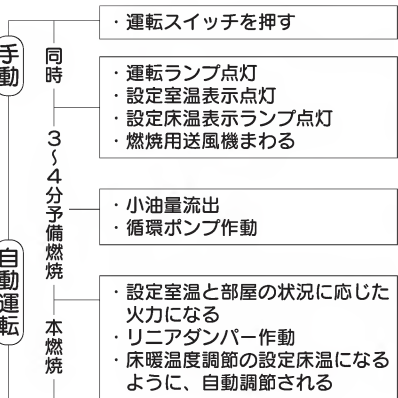 手動
・運転スイッチを押す
同時
・運転ランプ点灯
・設定室温表示点灯
・設定床温表示ランプ点灯
・燃焼用送風機まわる
3～4分予備燃焼
・小油量流出
・循環ポンプ作動
自動運転
本燃焼
・設定室温と部屋の状況に応じた
火力になる
・リニアダンパー作動
・床暖温度調節の設定床温になる
ように、自動調節される